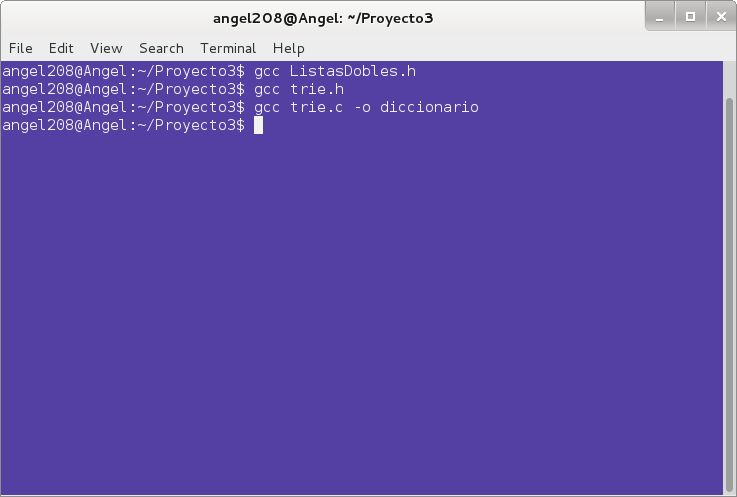 angel208@Angel: ~/Proyecto3
File Edit View Search Terminal Help
angel208@Angel:~/Proyecto3$ gcc ListasDobles.h
angel208@Angel:~/Proyecto3$ gcc trie.h
angel208@Angel:~/Proyecto3$ gcc trie.c -o diccionario
angel208@Angel:~/Proyecto3$